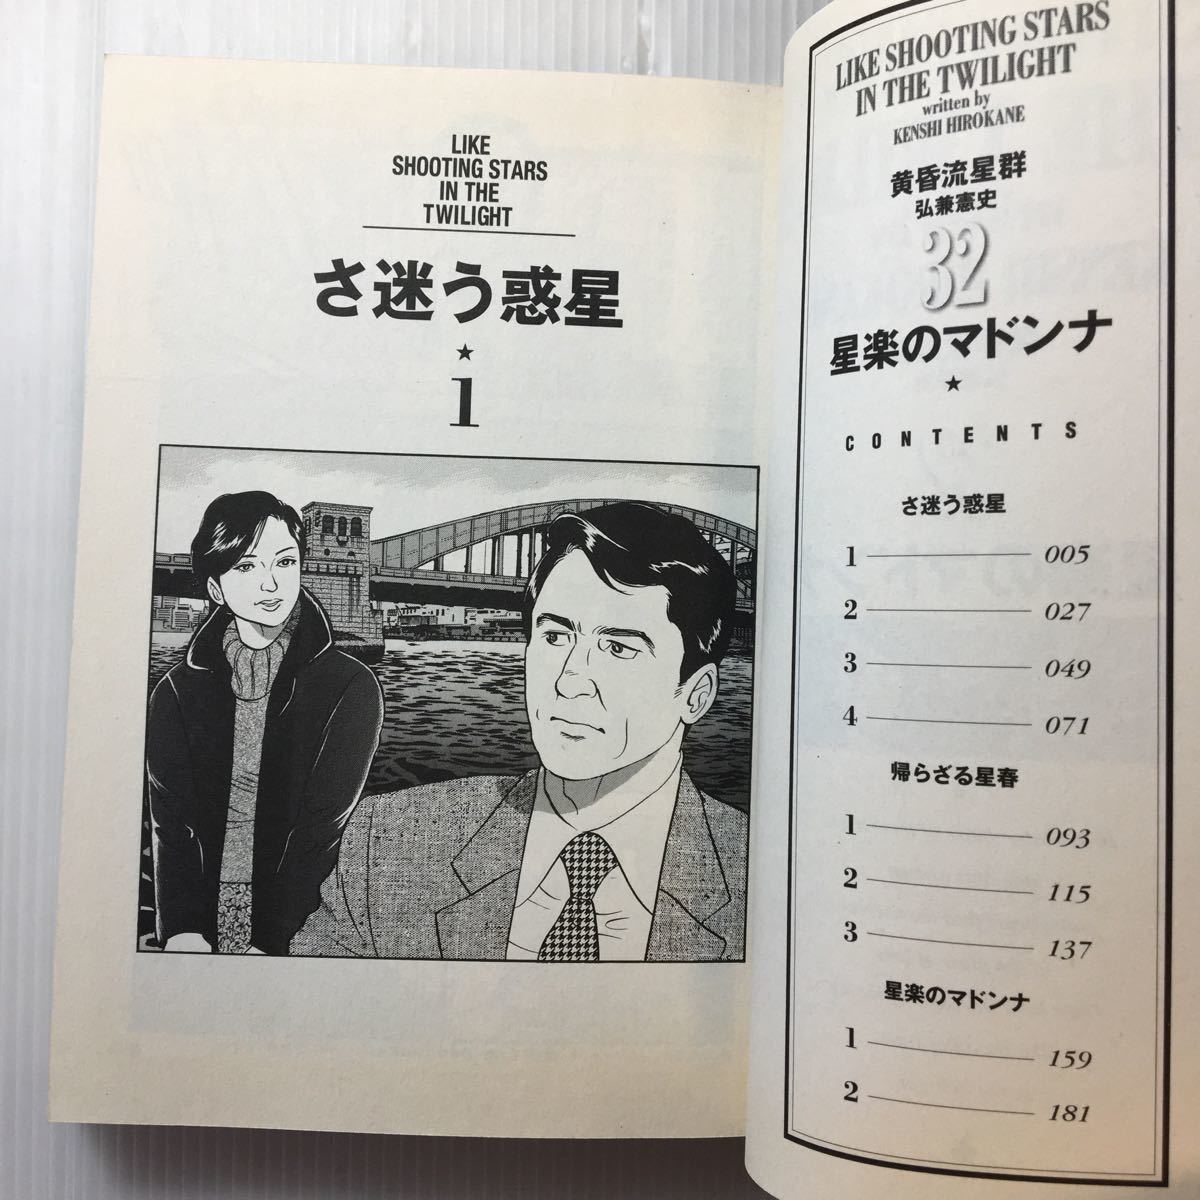 LIKE
SHOOTING STARS
IN THE
TWILIGHT
さ迷う惑星
★
1
LIKE SHOOTING STARS
IN THE TWILIGHT
written by
KENSHI HIROKANE
黄昏流星群
弘兼憲史
32
星楽のマドンナ
★
CONTENTS
さ迷う惑星
1 005
2 027
3 049
4 071
帰らざる星春
1 093
2 115
3 137
星楽のマドンナ
1 159
2 181